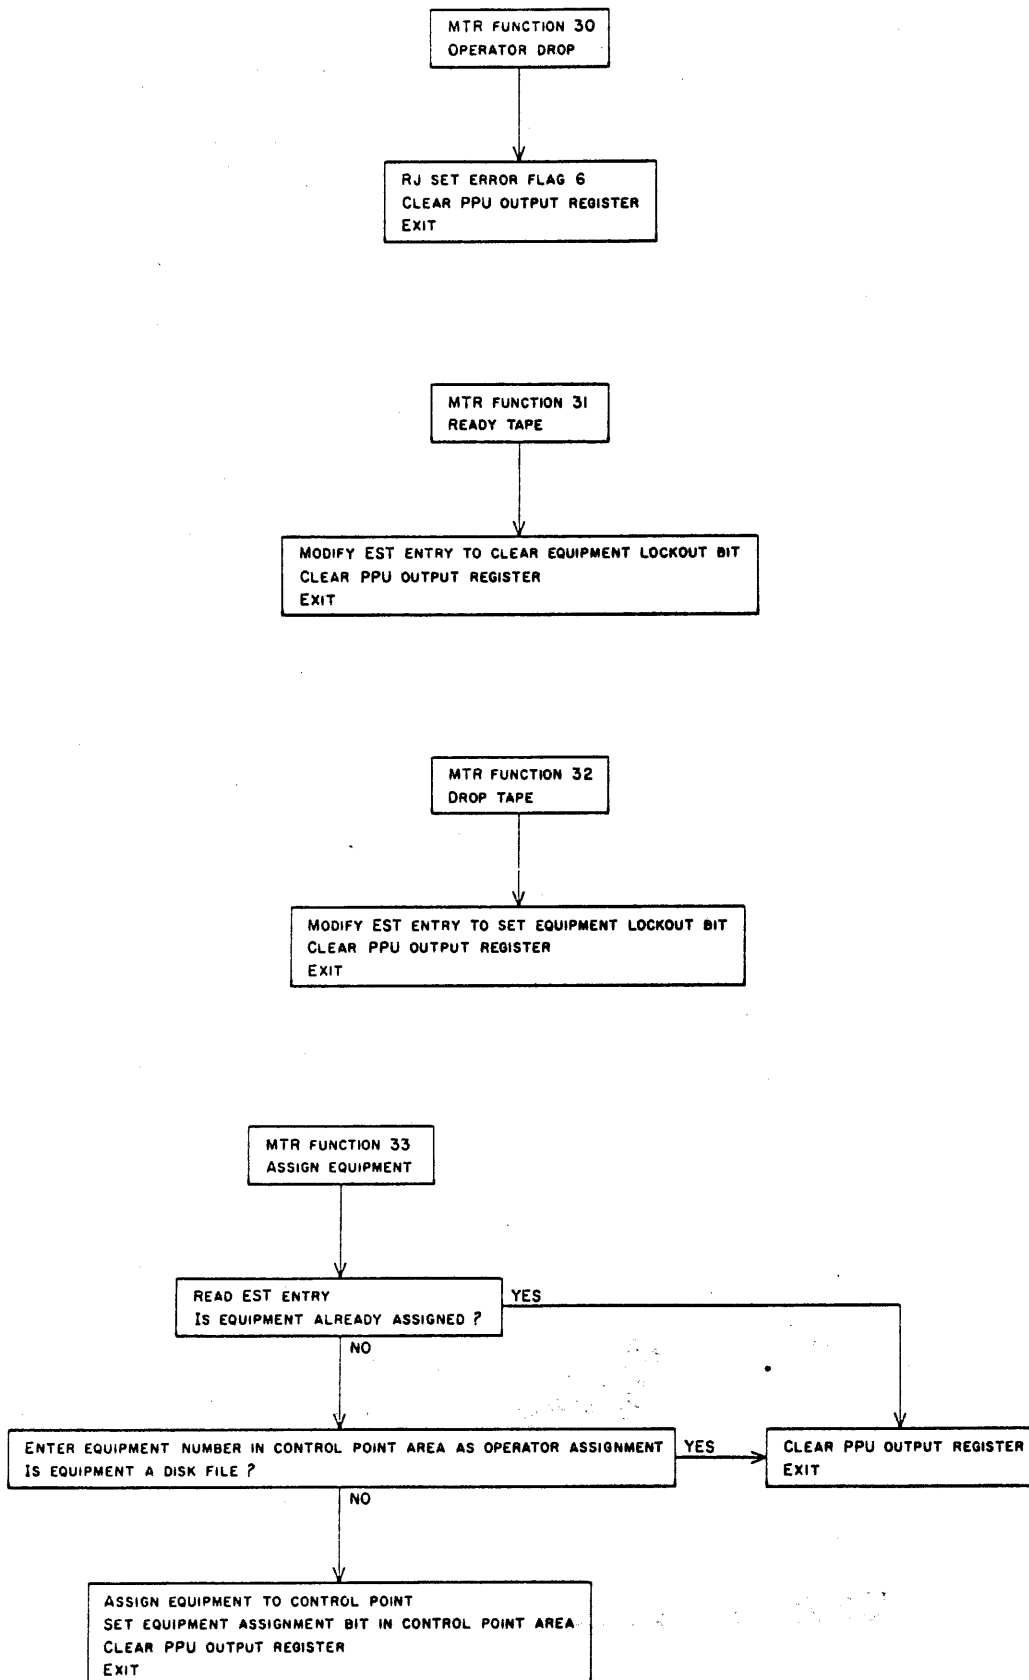 MTR FUNCTION 30
OPERATOR DROP
RJ SET ERROR FLAG 6
CLEAR PPU OUTPUT REGISTER
EXIT
MTR FUNCTION 31
READY TAPE
MODIFY EST ENTRY TO CLEAR EQUIPMENT LOCKOUT BIT
CLEAR PPU OUTPUT REGISTER
EXIT
MTR FUNCTION 32
DROP TAPE
MODIFY EST ENTRY TO SET EQUIPMENT LOCKOUT BIT
CLEAR PPU OUTPUT REGISTER
EXIT
MTR FUNCTION 33
ASSIGN EQUIPMENT
READ EST ENTRY
IS EQUIPMENT ALREADY ASSIGNED ?
YES
NO
ENTER EQUIPMENT NUMBER IN CONTROL POINT AREA AS OPERATOR ASSIGNMENT
IS EQUIPMENT A DISK FILE ?
YES
CLEAR PPU OUTPUT REGISTER
EXIT
NO
ASSIGN EQUIPMENT TO CONTROL POINT
SET EQUIPMENT ASSIGNMENT BIT IN CONTROL POINT AREA
CLEAR PPU OUTPUT REGISTER
EXIT